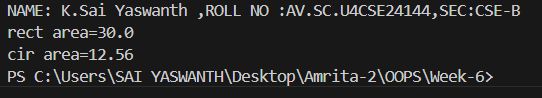 NAME: K.Sai Yaswanth ,ROLL NO :AV.SC.U4CSE24144,SEC:CSE-B
rect area=30.0
cir area=12.56
PS C:\Users\SAI YASWANTH\Desktop\Amrita-2\OOPS\Week-6>